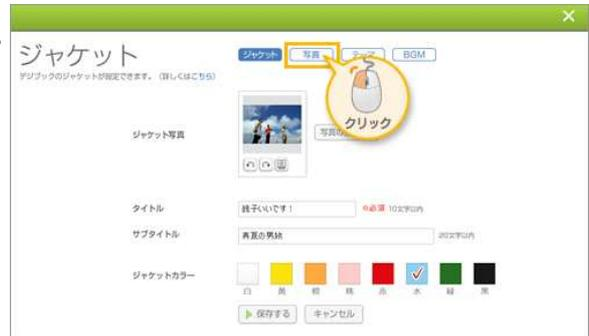 ジャケット
ジャケット 写真 テーマ BGM
デジブックのジャケットが設定できます。(詳しくはこちら)
クリック
ジャケット写真
写真の
タイトル 銚子いいです! ※必須 10文字以内
サブタイトル 真夏の男旅 20文字以内
ジャケットカラー
白 黄 橙 桃 赤 水 緑 黒
保存する キャンセル